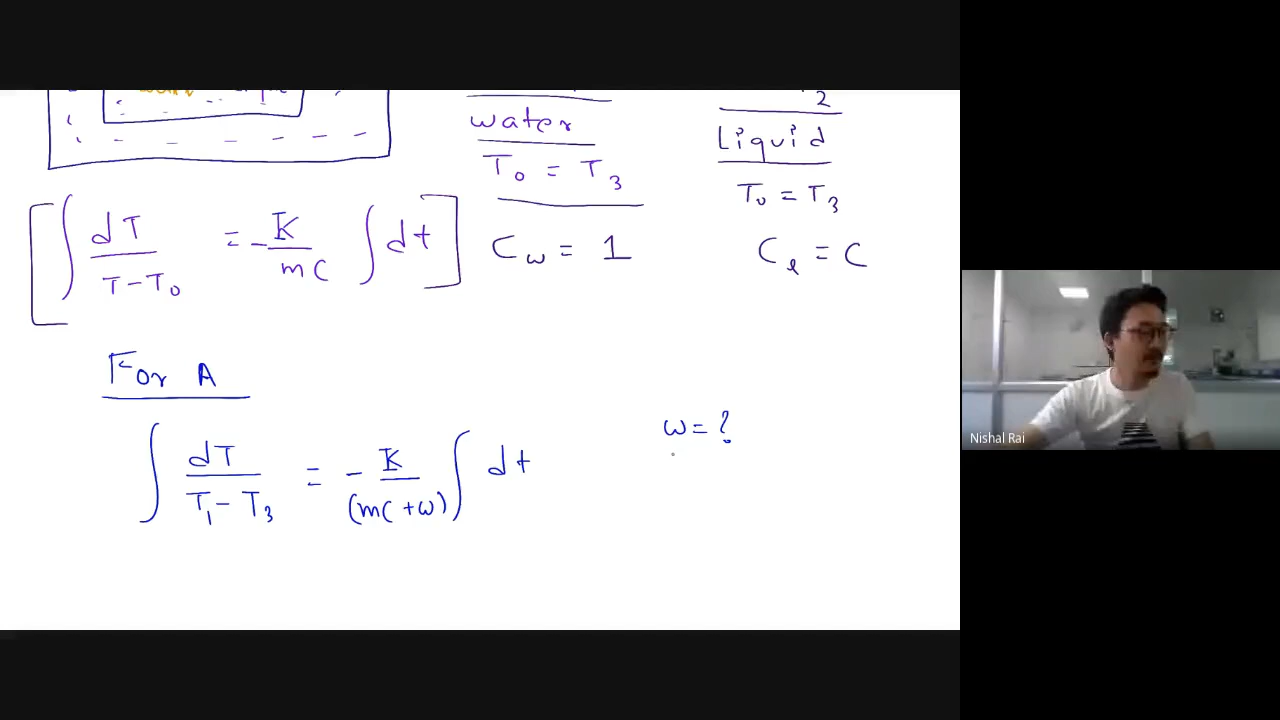 2
water
Liquid
T₀ = T₃
T₀ = T₃
[∫ dT/(T-T₀) = -K/mC ∫ dt]
C_w = 1
C_l = C
For A
∫ dT/(T₁-T₃) = -K/(mC+w) ∫ dt
w = ?
Nishal Rai